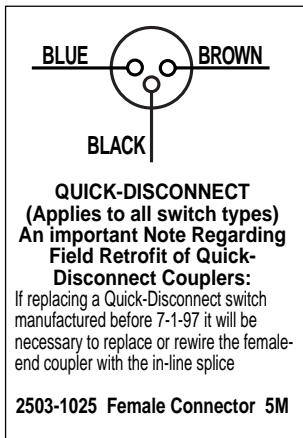 BLUE BROWN
BLACK
QUICK-DISCONNECT
(Applies to all switch types)
An important Note Regarding
Field Retrofit of Quick-
Disconnect Couplers:
If replacing a Quick-Disconnect switch
manufactured before 7-1-97 it will be
necessary to replace or rewire the female-
end coupler with the in-line splice
2503-1025 Female Connector 5M